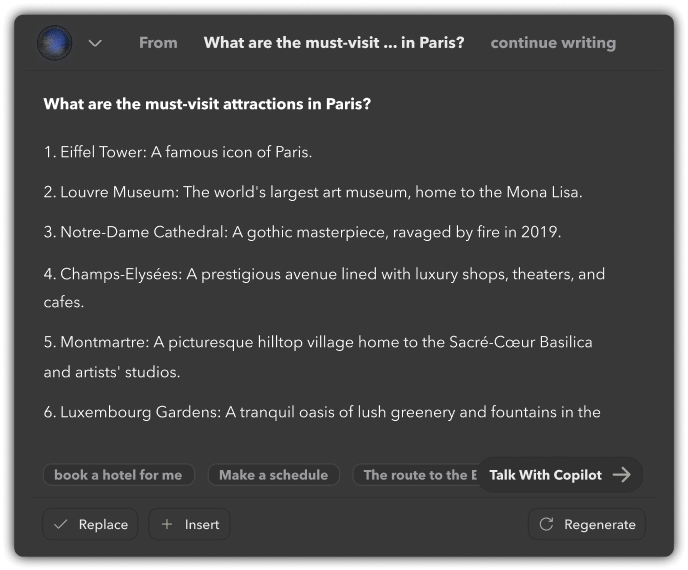 From What are the must-visit ... in Paris? continue writing
What are the must-visit attractions in Paris?
1. Eiffel Tower: A famous icon of Paris.
2. Louvre Museum: The world's largest art museum, home to the Mona Lisa.
3. Notre-Dame Cathedral: A gothic masterpiece, ravaged by fire in 2019.
4. Champs-Elysées: A prestigious avenue lined with luxury shops, theaters, and
cafes.
5. Montmartre: A picturesque hilltop village home to the Sacré-Cœur Basilica
and artists' studios.
6. Luxembourg Gardens: A tranquil oasis of lush greenery and fountains in the
book a hotel for me Make a schedule The route to the E Talk With Copilot
Replace Insert Regenerate